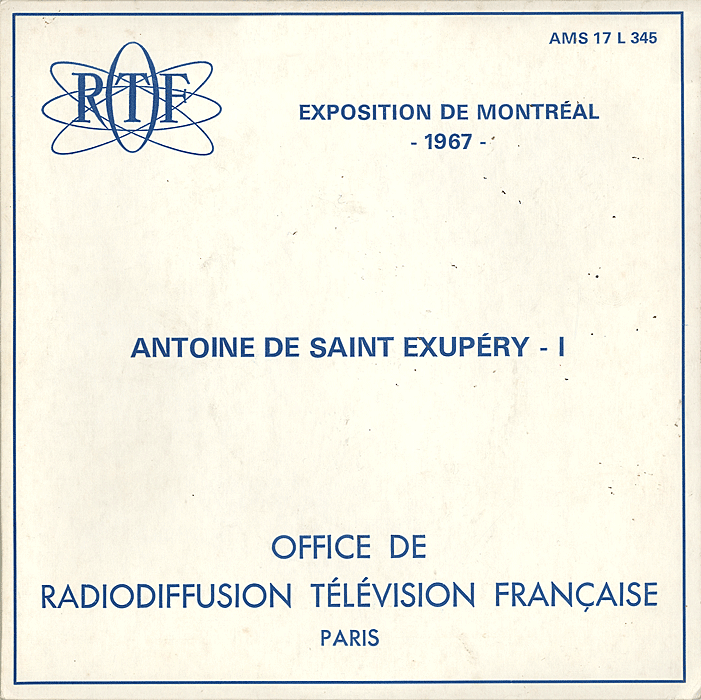 AMS 17 L 345
RTF
EXPOSITION DE MONTRÉAL
- 1967 -
ANTOINE DE SAINT EXUPÉRY - I
OFFICE DE
RADIODIFFUSION TÉLÉVISION FRANÇAISE
PARIS